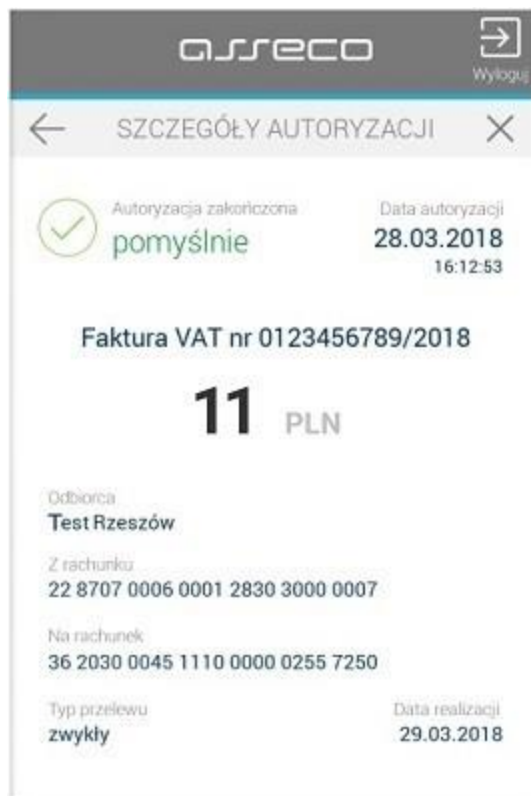 asseco
Wyloguj
SZCZEGÓŁY AUTORYZACJI
Autoryzacja zakończona
pomyślnie
Data autoryzacji
28.03.2018
16:12:53
Faktura VAT nr 0123456789/2018
11 PLN
Odbiorca
Test Rzeszów
Z rachunku
22 8707 0006 0001 2830 3000 0007
Na rachunek
36 2030 0045 1110 0000 0255 7250
Typ przelewu
zwykły
Data realizacji
29.03.2018